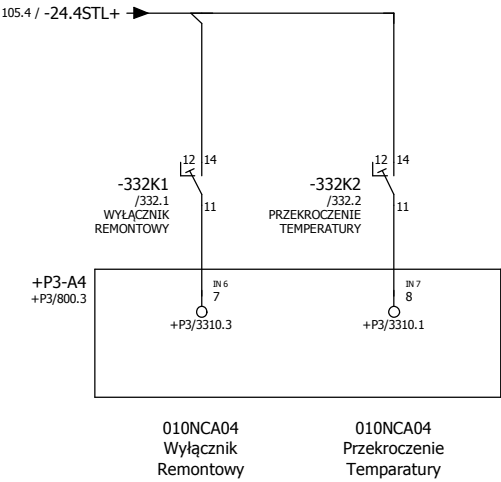 105.4 / -24.4STL+
12 14
-332K1
/332.1
WYŁĄCZNIK
REMONTOWY
11
12 14
-332K2
/332.2
PRZEKROCZENIE
TEMPERATURY
11
+P3-A4
+P3/800.3
IN 6
7
+P3/3310.3
IN 7
8
+P3/3310.1
010NCA04
Wyłącznik
Remontowy
010NCA04
Przekroczenie
Temparatury